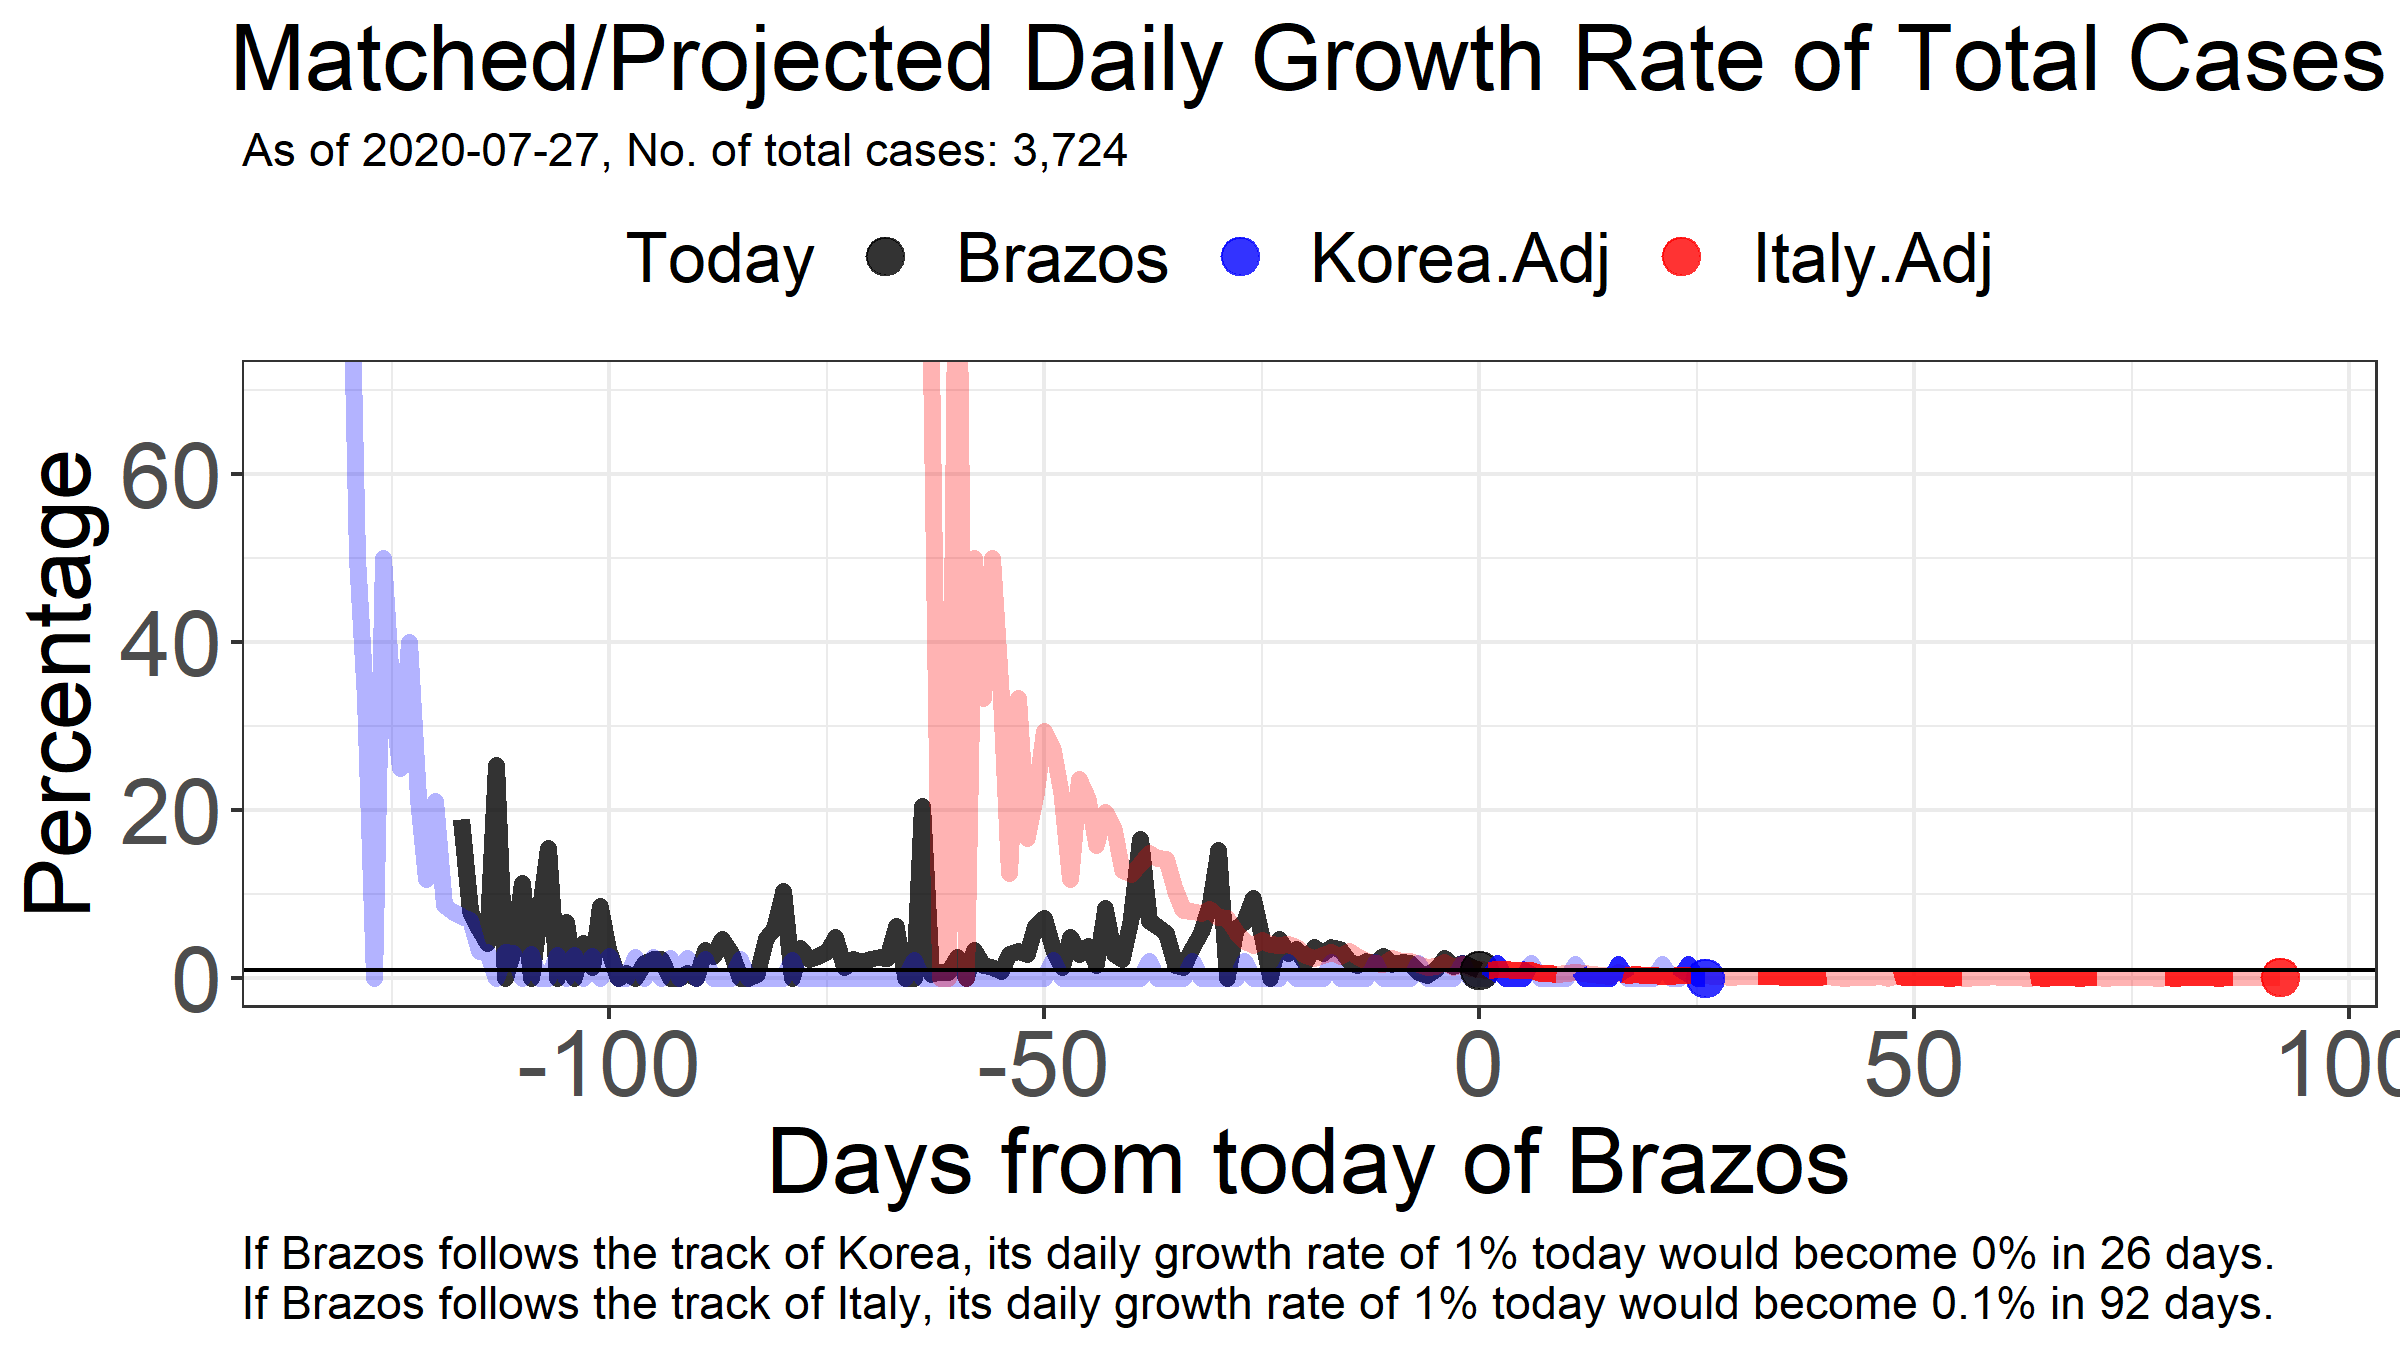 Matched/Projected Daily Growth Rate of Total Cases
As of 2020-07-27, No. of total cases: 3,724
Today Brazos Korea.Adj Italy.Adj
Percentage
60
40
20
0
-100 -50 0 50 100
Days from today of Brazos
If Brazos follows the track of Korea, its daily growth rate of 1% today would become 0% in 26 days.
If Brazos follows the track of Italy, its daily growth rate of 1% today would become 0.1% in 92 days.